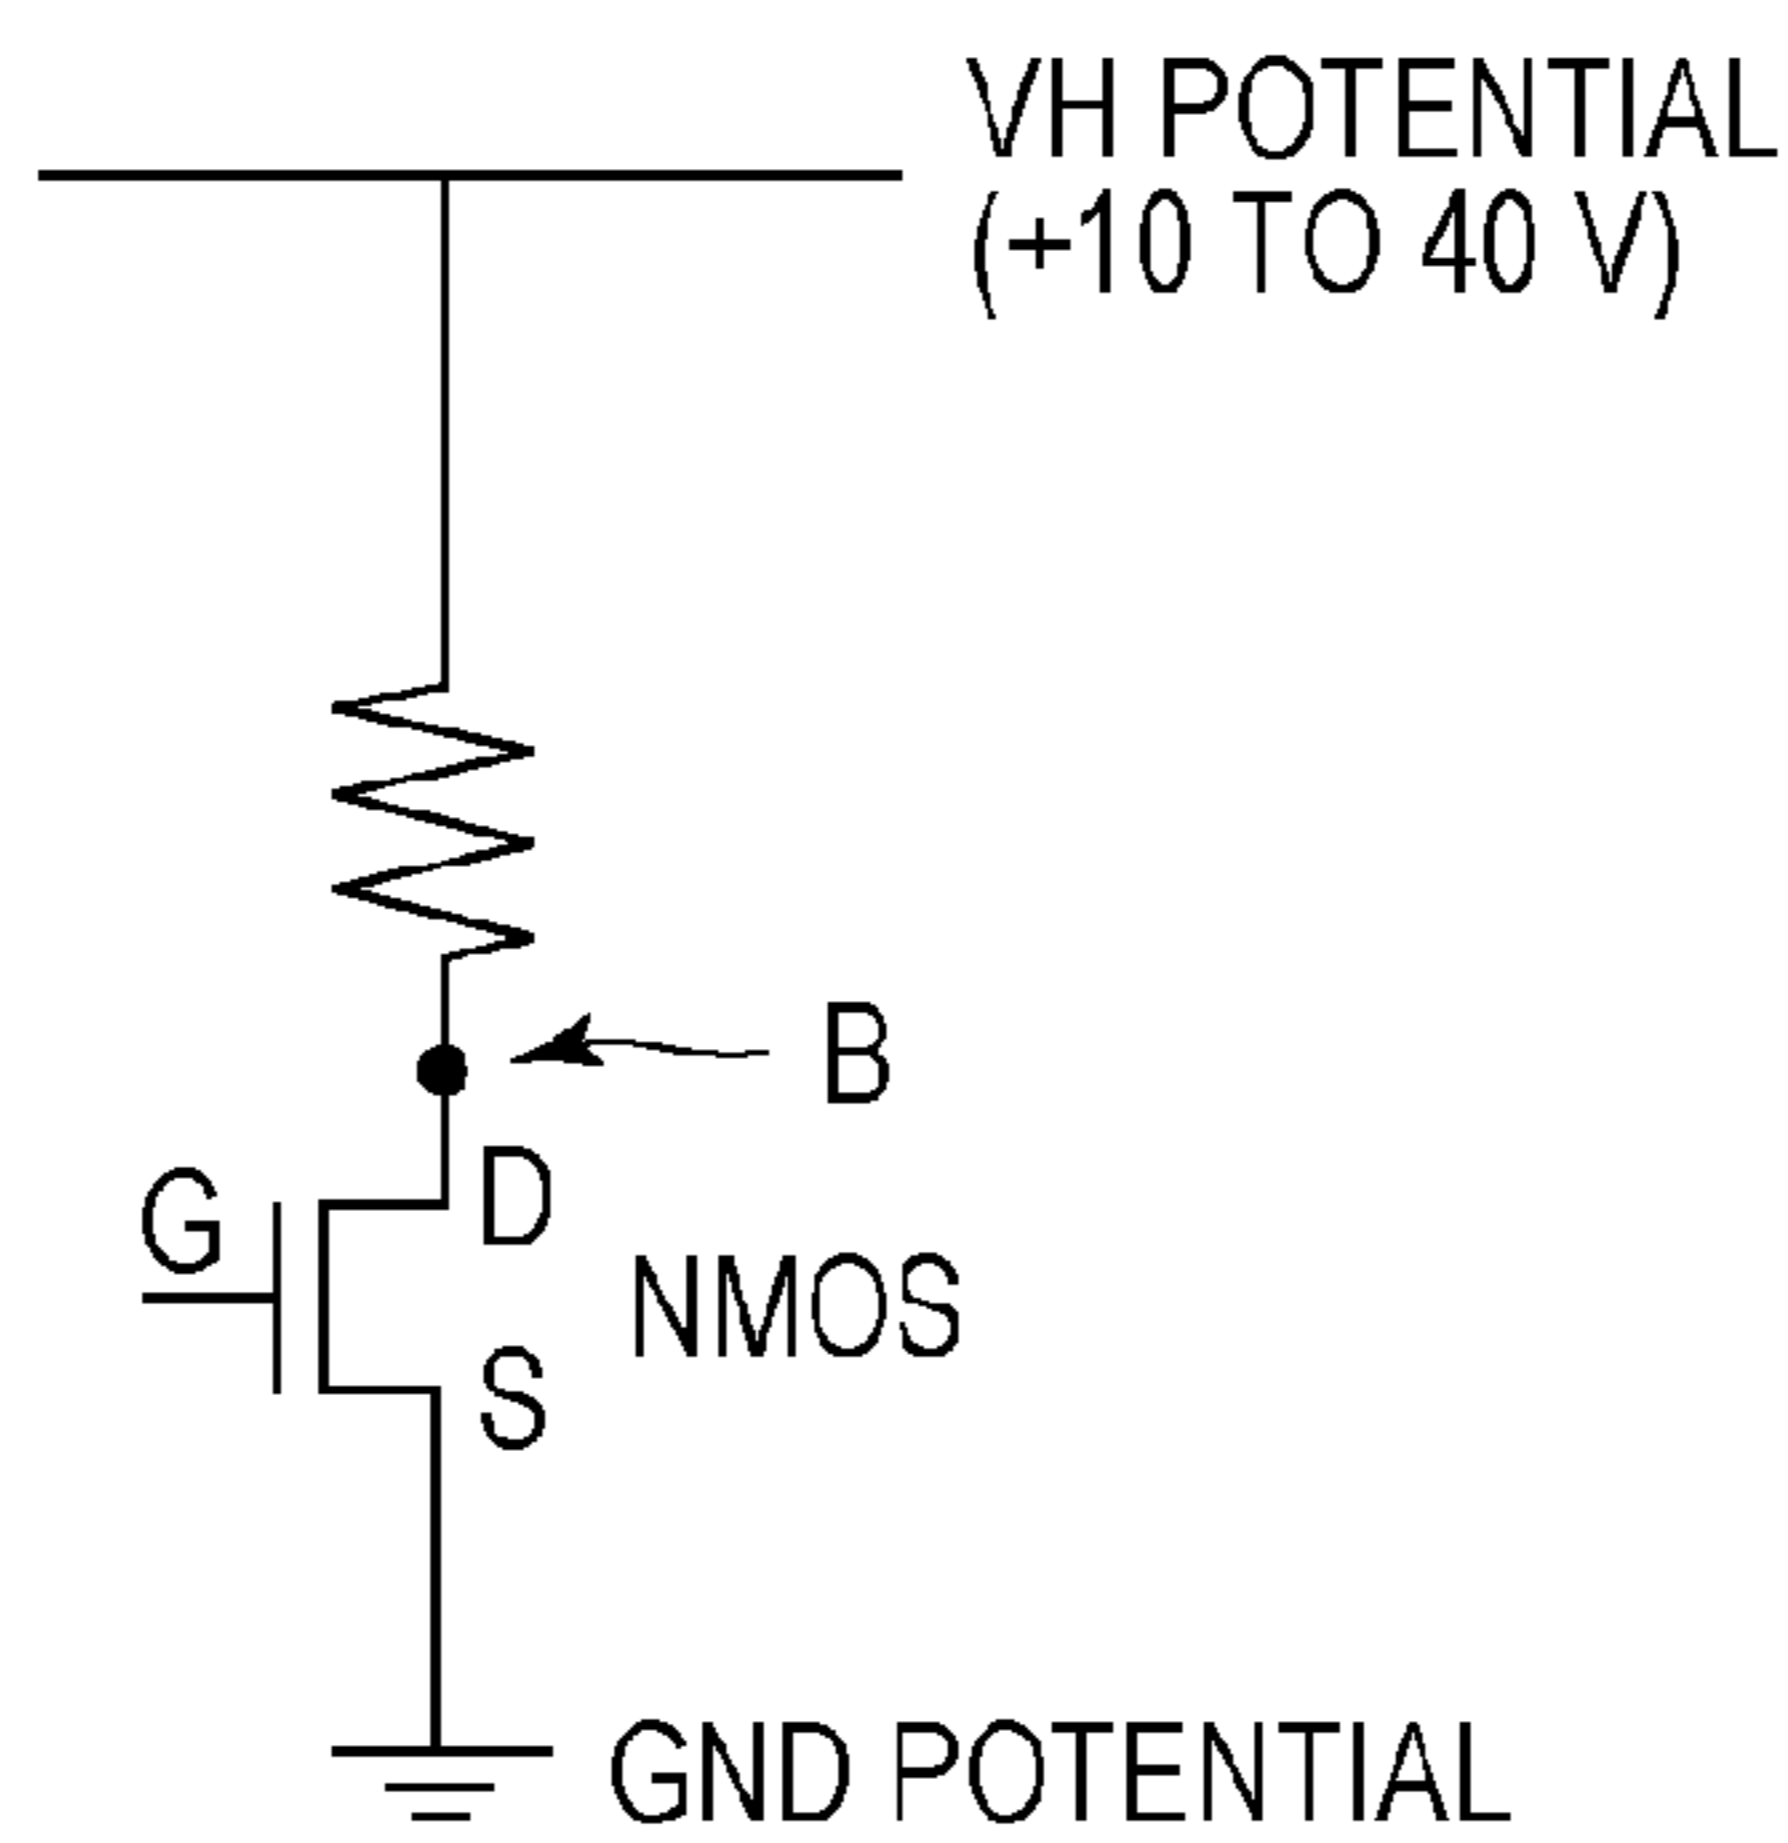 VH POTENTIAL
(+10 TO 40 V)
B
D
G
NMOS
S
GND POTENTIAL